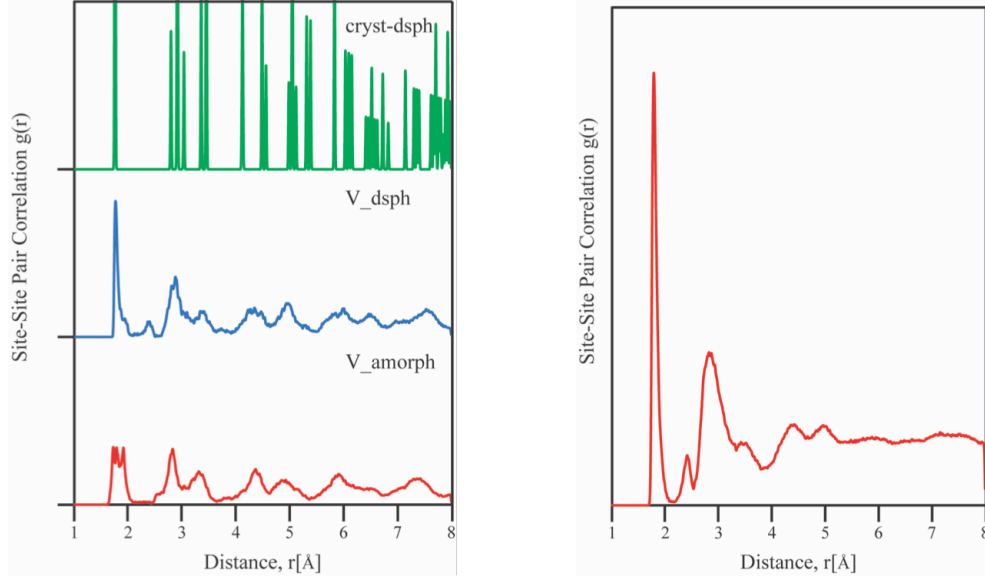 cryst-dsph
V_dsph
V_amorph
Site-Site Pair Correlation g(r)
1 2 3 4 5 6 7 8
Distance, r[Å]
Site-Site Pair Correlation g(r)
1 2 3 4 5 6 7 8
Distance, r[Å]